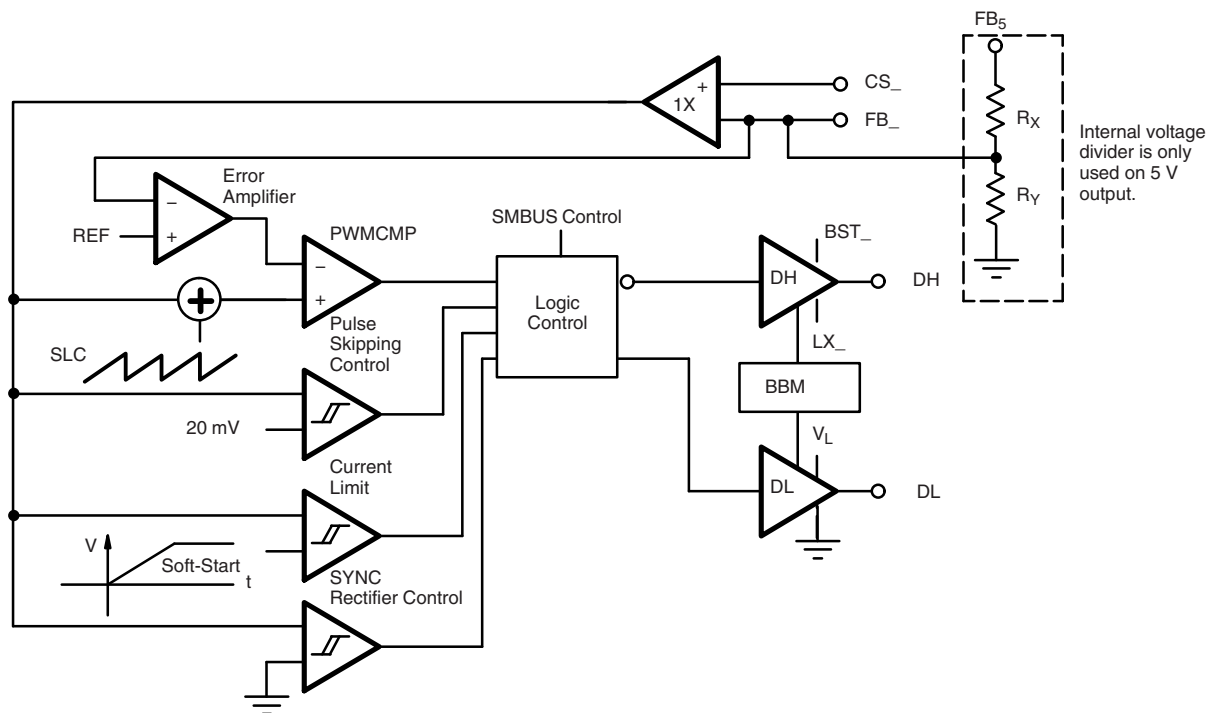 FB5
CS_
1X
+
FB_
RX
Internal voltage
divider is only
used on 5 V
output.
RY
Error
Amplifier
−
REF
+
SMBUS Control
PWMCMP
−
+
BST_
DH
DH
Logic
Control
LX_
+
SLC
Pulse
Skipping
Control
20 mV
BBM
VL
DL
DL
Current
Limit
V
Soft-Start
t
SYNC
Rectifier Control